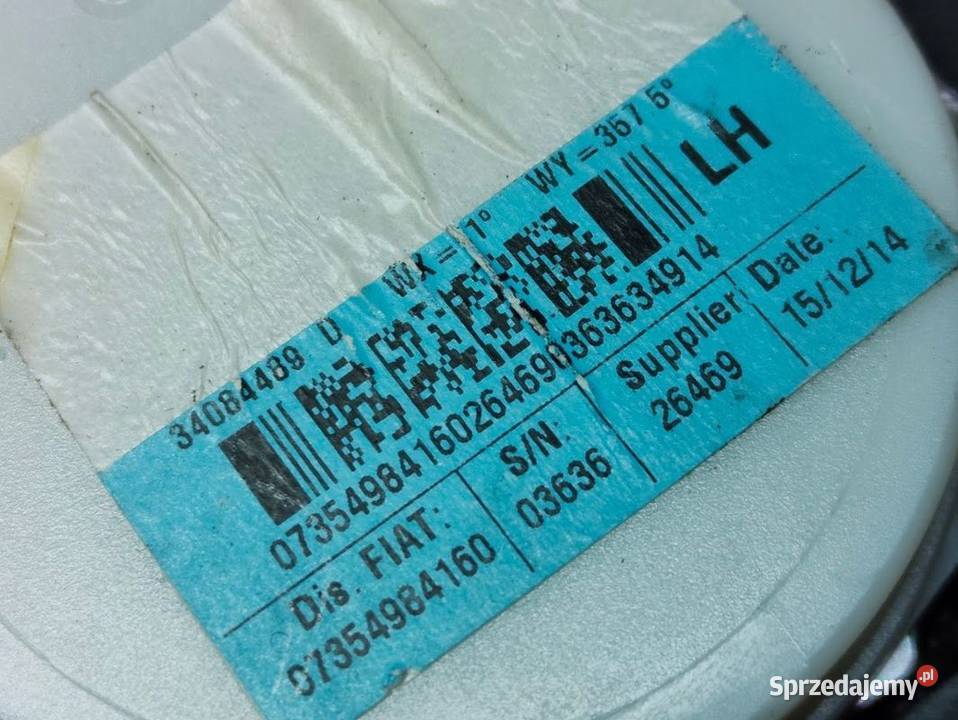 34084489 D WX = 1° WY = 357 5°
LH
Dis. FIAT:
07354984160
S/N:
03636
Supplier
26469
Date:
15/12/14
Sprzedajemy.pl